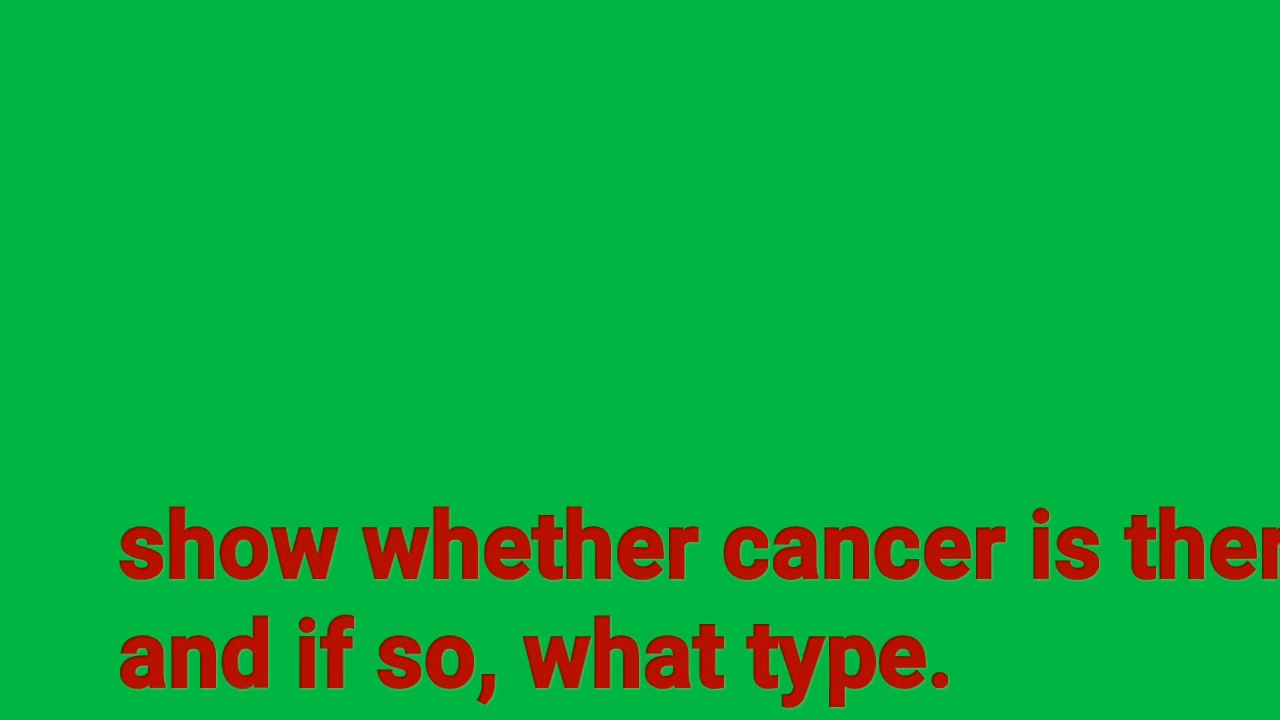 show whether cancer is ther
and if so, what type.